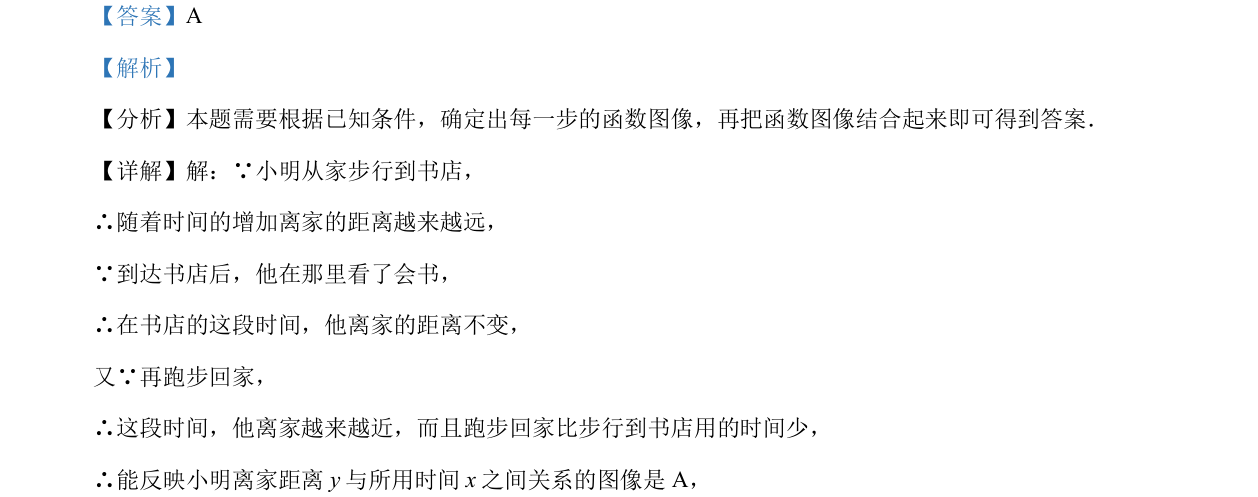 【答案】A
【解析】
【分析】本题需要根据已知条件，确定出每一步的函数图像，再把函数图像结合起来即可得到答案．
【详解】解：∵小明从家步行到书店，
∴随着时间的增加离家的距离越来越远，
∵到达书店后，他在那里看了会书，
∴在书店的这段时间，他离家的距离不变，
又∵再跑步回家，
∴这段时间，他离家越来越近，而且跑步回家比步行到书店用的时间少，
∴能反映小明离家距离 y 与所用时间 x 之间关系的图像是 A，